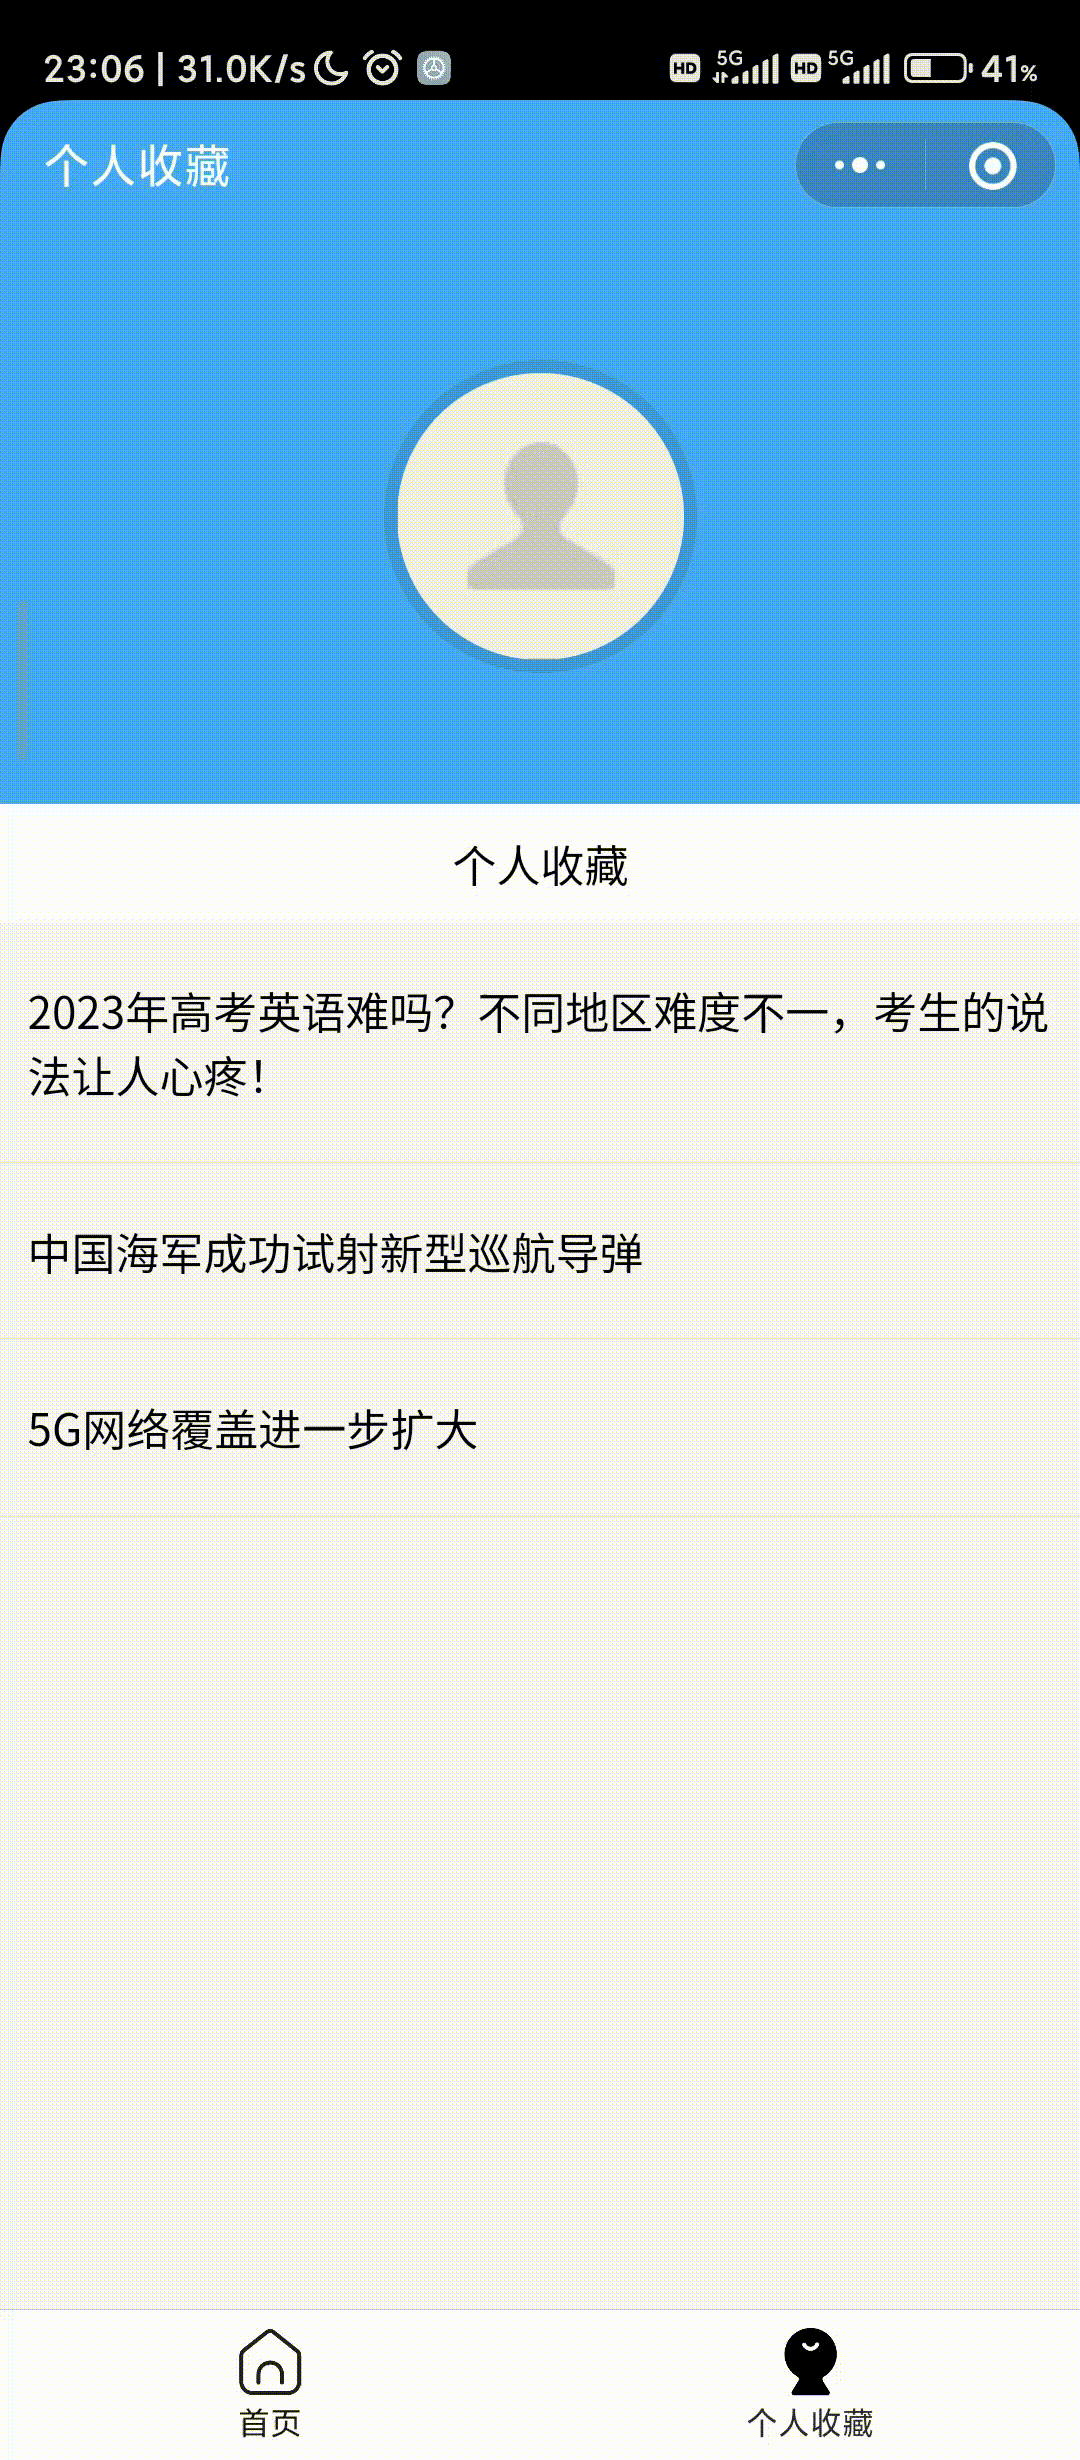 23:06 | 31.0K/s HD 5G HD 5G 41%
个人收藏
个人收藏
2023年高考英语难吗？不同地区难度不一，考生的说
法让人心疼！
中国海军成功试射新型巡航导弹
5G网络覆盖进一步扩大
首页 个人收藏